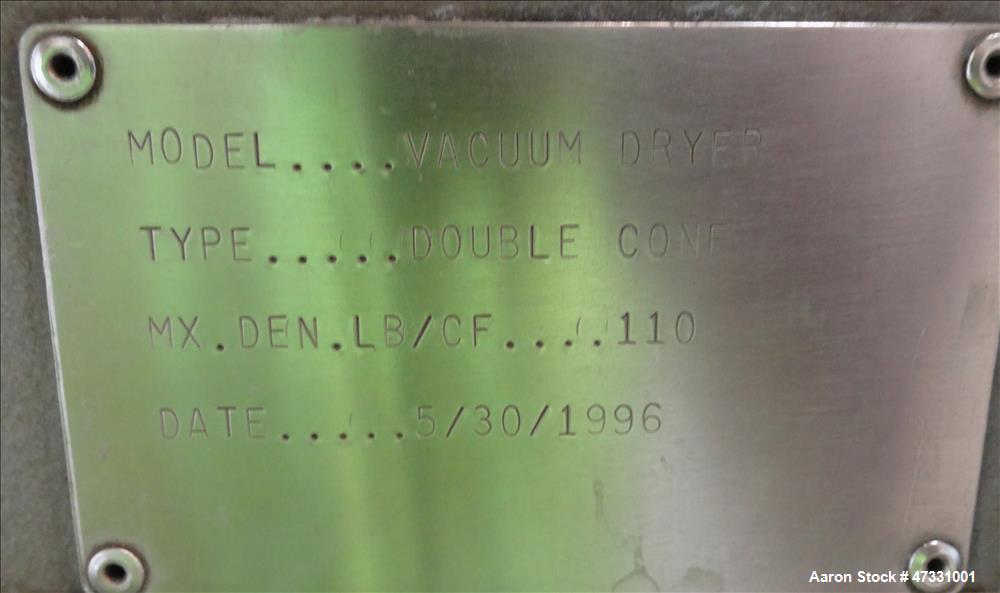 MODEL....VACUUM DRYER
TYPE.....DOUBLE CONE
MX.DEN.LB/CF....110
DATE.....5/30/1996
Aaron Stock # 47331001